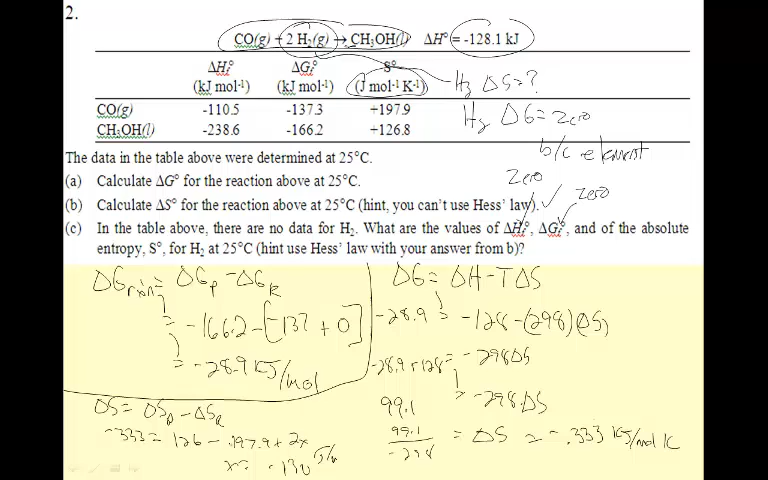 2.
CO(g) + 2 H₂(g) → CH₃OH(l) ΔH° = -128.1 kJ
ΔHf° ΔGf° S°
(kJ mol⁻¹) (kJ mol⁻¹) (J mol⁻¹ K⁻¹)
CO(g) -110.5 -137.3 +197.9
CH₃OH(l) -238.6 -166.2 +126.8
H₂ ΔS=?
H₂ ΔG = Zero
b/c element
Zero
Zero
The data in the table above were determined at 25°C.
(a) Calculate ΔG° for the reaction above at 25°C.
(b) Calculate ΔS° for the reaction above at 25°C (hint, you can't use Hess' law). ✓
(c) In the table above, there are no data for H₂. What are the values of ΔHf°, ΔGf°, and of the absolute
entropy, S°, for H₂ at 25°C (hint use Hess' law with your answer from b)?
ΔGrxn = ΔGp - ΔGR
= -166.2 - [-137 + 0]
= -28.9 KJ/mol
ΔS = ΔSp - ΔSR
-333 = 126 - 197.9 + 2x
x = -130 J/K
ΔG = ΔH - TΔS
-28.9 = -128 - (298)(ΔS)
-28.9 + 128 = -298ΔS
99.1 = -298ΔS
99.1/-298 = ΔS = -.333 KJ/mol K